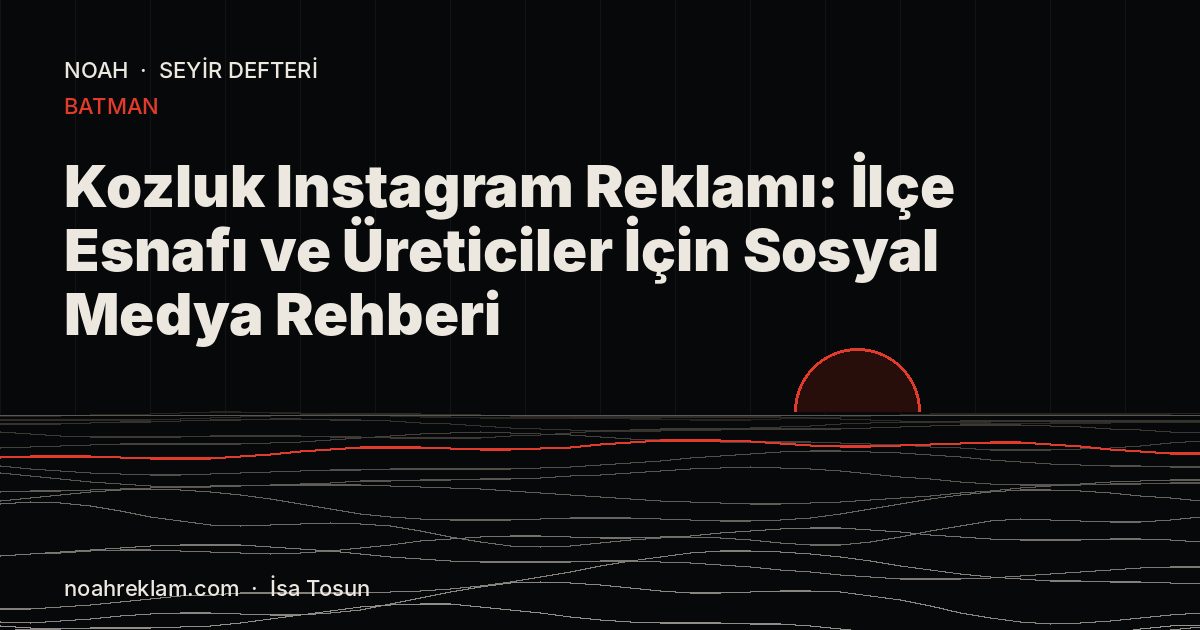 NOAH · SEYİR DEFTERİ
BATMAN
Kozluk Instagram Reklamı: İlçe
Esnafı ve Üreticiler İçin Sosyal
Medya Rehberi
noahreklam.com · İsa Tosun